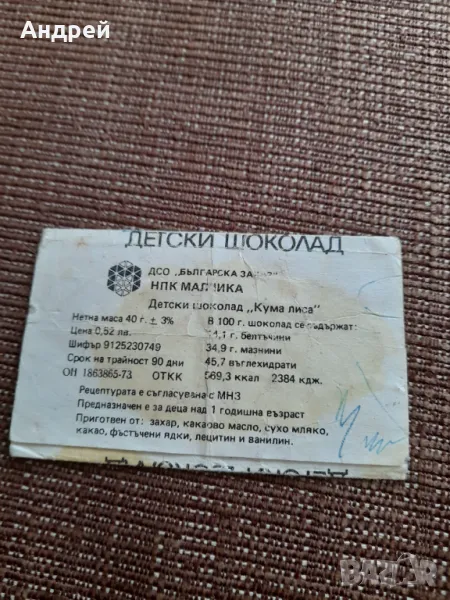 Андрей
ДЕТСКИ ШОКОЛАД
ДСО „БЪЛГАРСКА
НПК МАЛЧИКА
Детски шоколад „Кума лиса"
Нетна маса 40 г. ± 3% В 100 г. шоколад се съдържат:
Цена 0,52 лв. 14,1 г. белтъчини
Шифър 9125230749 34,9 г. мазнини
Срок на трайност 90 дни 45,7 въглехидрати
ОН 1863865-73 ОТКК 569,3 ккал 2384 кдж.
Рецептурата е съгласувана с МНЗ
Предназначен е за деца над 1 годишна възраст
Приготвен от: захар, какаово масло, сухо мляко,
какао, фъстъчени ядки, лецитин и ванилин.
BAZAR